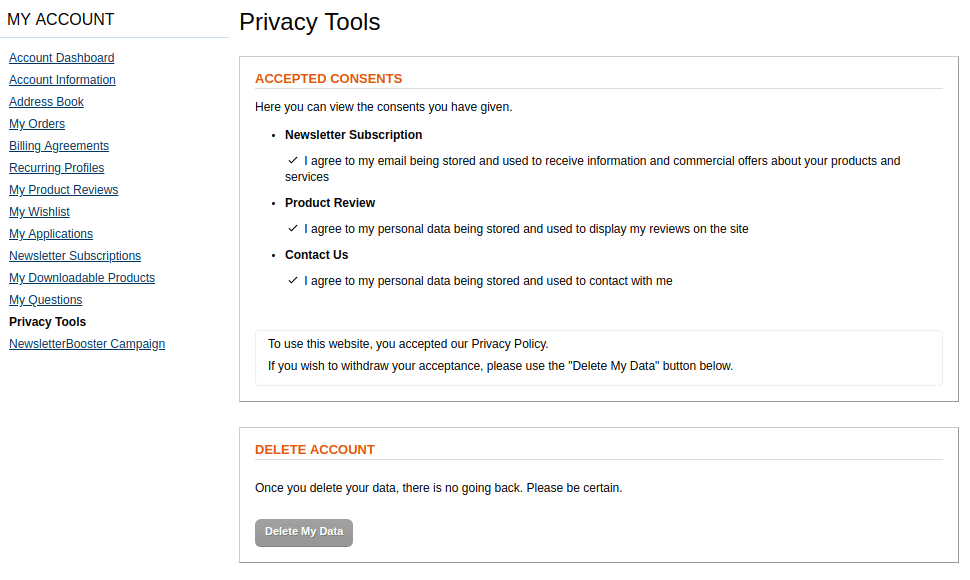 MY ACCOUNT
Account Dashboard
Account Information
Address Book
My Orders
Billing Agreements
Recurring Profiles
My Product Reviews
My Wishlist
My Applications
Newsletter Subscriptions
My Downloadable Products
My Questions
Privacy Tools
NewsletterBooster Campaign
Privacy Tools
ACCEPTED CONSENTS
Here you can view the consents you have given.
• Newsletter Subscription
✓ I agree to my email being stored and used to receive information and commercial offers about your products and
services
• Product Review
✓ I agree to my personal data being stored and used to display my reviews on the site
• Contact Us
✓ I agree to my personal data being stored and used to contact with me
To use this website, you accepted our Privacy Policy.
If you wish to withdraw your acceptance, please use the "Delete My Data" button below.
DELETE ACCOUNT
Once you delete your data, there is no going back. Please be certain.
Delete My Data